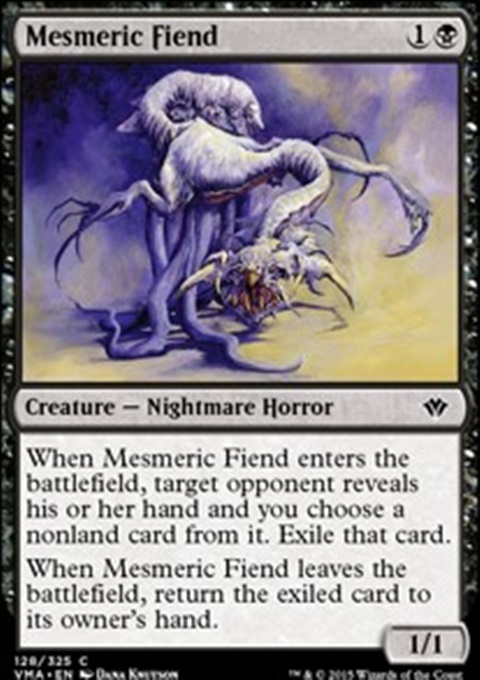 Mesmeric Fiend 1
Creature — Nightmare Horror
When Mesmeric Fiend enters the
battlefield, target opponent reveals
his or her hand and you choose a
nonland card from it. Exile that card.
When Mesmeric Fiend leaves the
battlefield, return the exiled card to
its owner's hand.
1/1
128/325 C
VMA • EN Dana Knutson ™ & © 2015 Wizards of the Coast